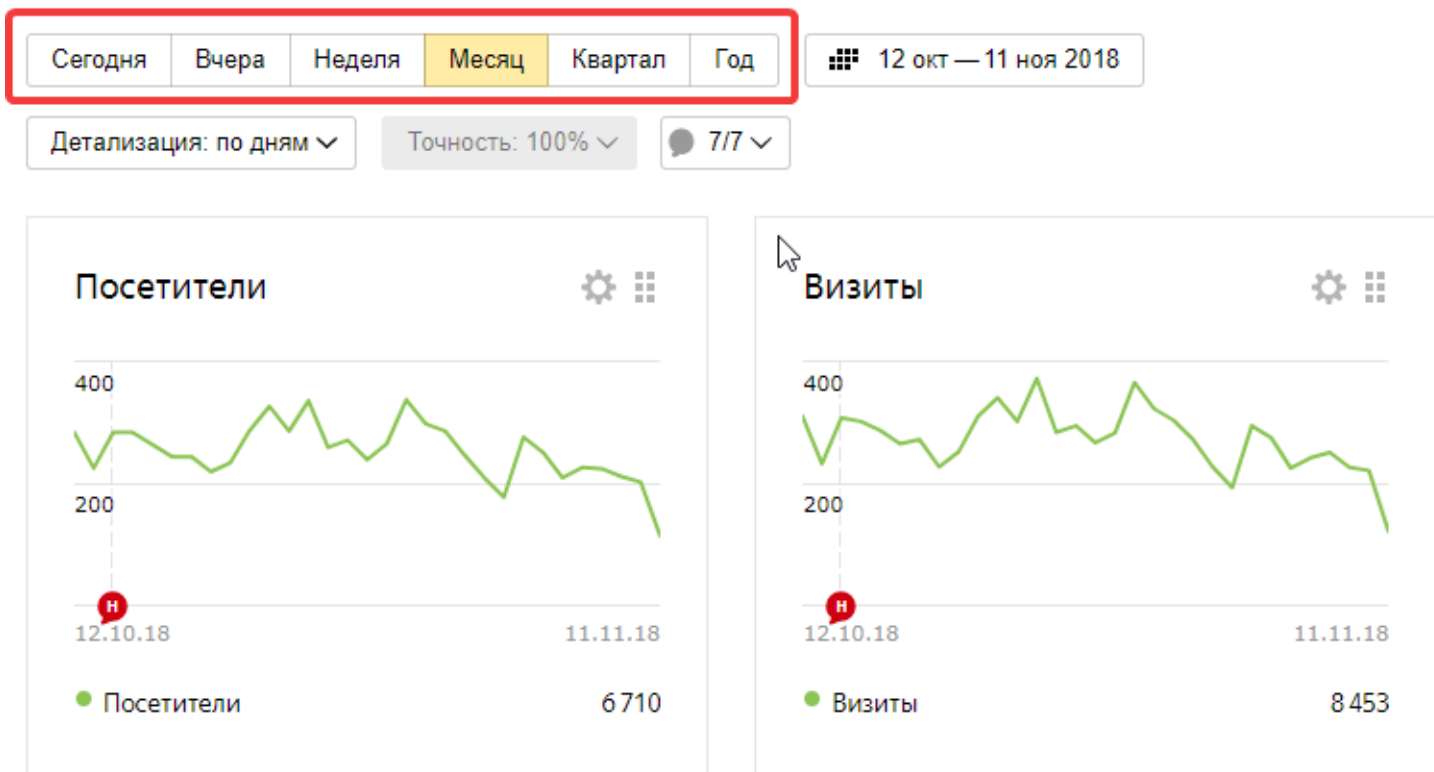 Сегодня Вчера Неделя Месяц Квартал Год 12 окт — 11 ноя 2018
Детализация: по дням Точность: 100% 7/7
Посетители
400
200
Н
12.10.18 11.11.18
Посетители 6 710
Визиты
400
200
Н
12.10.18 11.11.18
Визиты 8 453